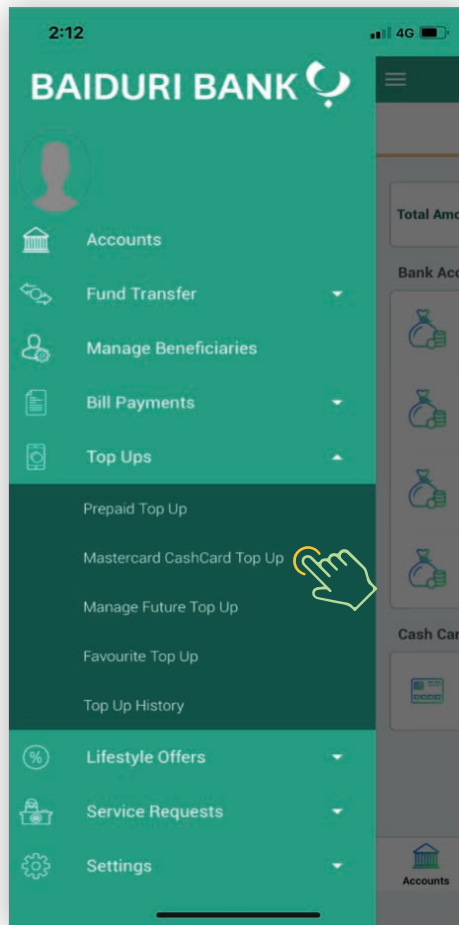 2:12
4G
BAIDURI BANK
Accounts
Fund Transfer
Manage Beneficiaries
Bill Payments
Top Ups
Prepaid Top Up
Mastercard CashCard Top Up
Manage Future Top Up
Favourite Top Up
Top Up History
Lifestyle Offers
Service Requests
Settings
Total Amo
Bank Acc
Cash Car
Accounts